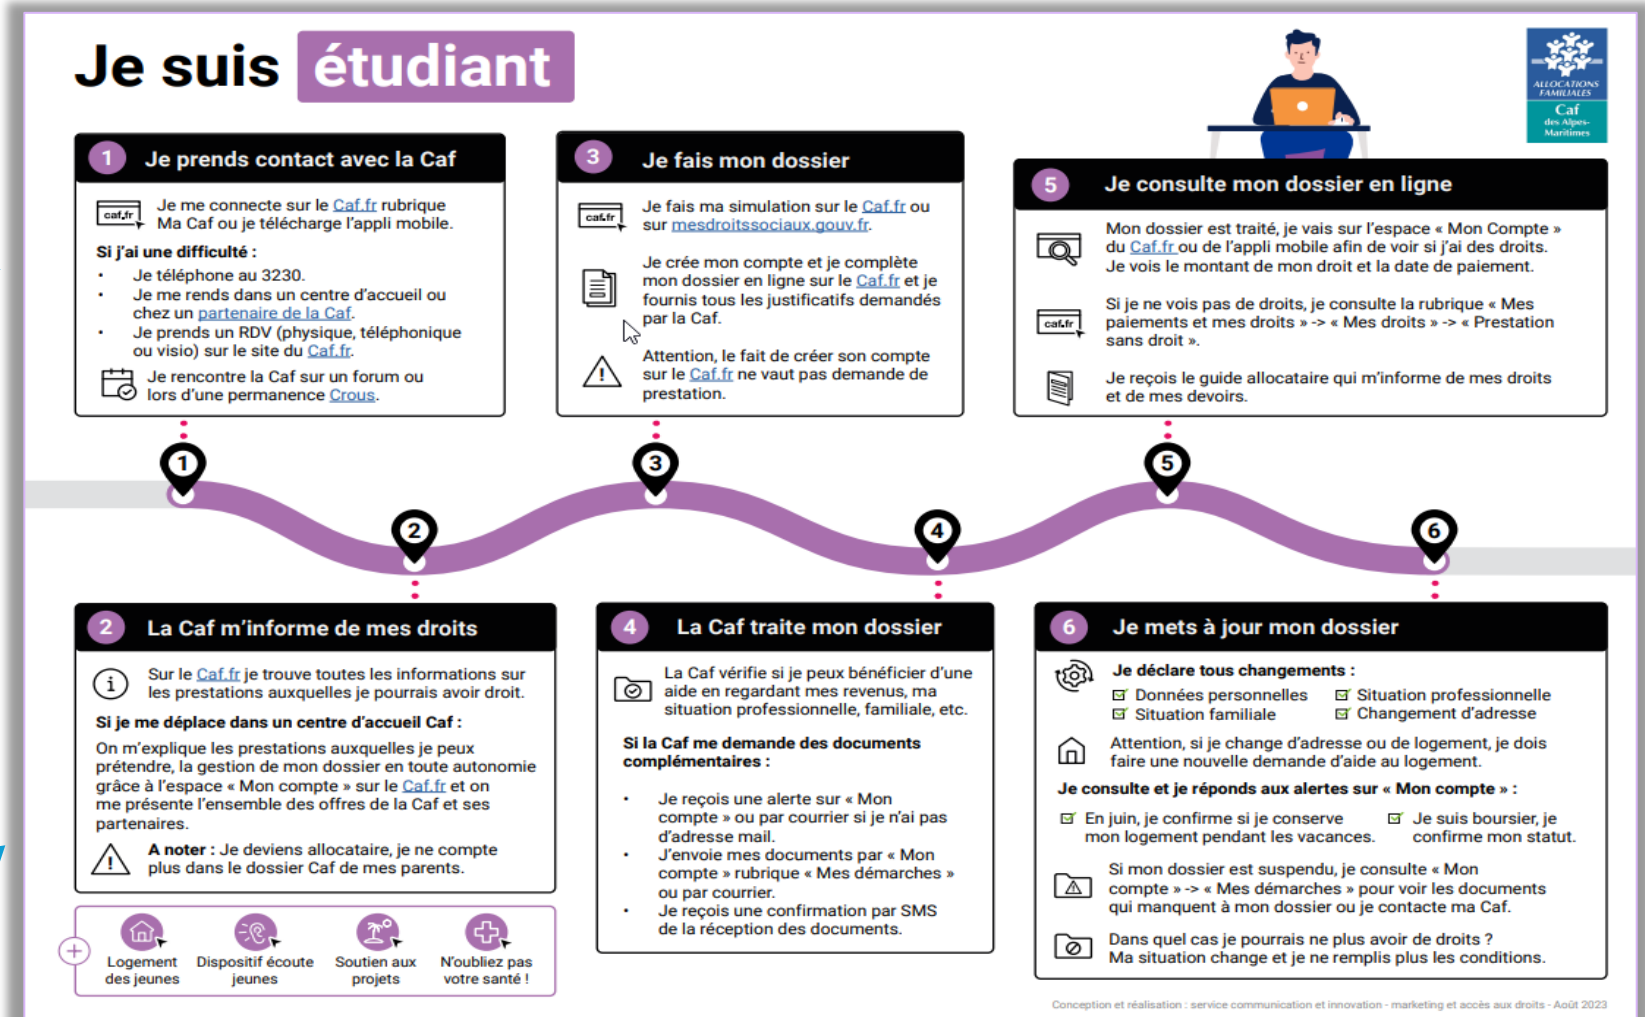 Je suis étudiant
ALLOCATIONS
FAMILIALES
Caf
des Alpes-
Maritimes
1 Je prends contact avec la Caf
caf.fr
Je me connecte sur le Caf.fr rubrique
Ma Caf ou je télécharge l'appli mobile.
Si j'ai une difficulté :
• Je téléphone au 3230.
• Je me rends dans un centre d'accueil ou
chez un partenaire de la Caf.
• Je prends un RDV (physique, téléphonique
ou visio) sur le site du Caf.fr.
Je rencontre la Caf sur un forum ou
lors d'une permanence Crous.
3 Je fais mon dossier
caf.fr
Je fais ma simulation sur le Caf.fr ou
sur mesdroitssociaux.gouv.fr.
Je crée mon compte et je complète
mon dossier en ligne sur le Caf.fr et je
fournis tous les justificatifs demandés
par la Caf.
Attention, le fait de créer son compte
sur le Caf.fr ne vaut pas demande de
prestation.
5 Je consulte mon dossier en ligne
Mon dossier est traité, je vais sur l'espace « Mon Compte »
du Caf.fr ou de l'appli mobile afin de voir si j'ai des droits.
Je vois le montant de mon droit et la date de paiement.
caf.fr
Si je ne vois pas de droits, je consulte la rubrique « Mes
paiements et mes droits » -> « Mes droits » -> « Prestation
sans droit ».
Je reçois le guide allocataire qui m'informe de mes droits
et de mes devoirs.
1
2
3
4
5
6
2 La Caf m'informe de mes droits
i
Sur le Caf.fr je trouve toutes les informations sur
les prestations auxquelles je pourrais avoir droit.
Si je me déplace dans un centre d'accueil Caf :
On m'explique les prestations auxquelles je peux
prétendre, la gestion de mon dossier en toute autonomie
grâce à l'espace « Mon compte » sur le Caf.fr et on
me présente l'ensemble des offres de la Caf et ses
partenaires.
A noter : Je deviens allocataire, je ne compte
plus dans le dossier Caf de mes parents.
+
Logement
des jeunes
Dispositif écoute
jeunes
Soutien aux
projets
N'oubliez pas
votre santé !
4 La Caf traite mon dossier
La Caf vérifie si je peux bénéficier d'une
aide en regardant mes revenus, ma
situation professionnelle, familiale, etc.
Si la Caf me demande des documents
complémentaires :
• Je reçois une alerte sur « Mon
compte » ou par courrier si je n'ai pas
d'adresse mail.
• J'envoie mes documents par « Mon
compte » rubrique « Mes démarches »
ou par courrier.
• Je reçois une confirmation par SMS
de la réception des documents.
6 Je mets à jour mon dossier
Je déclare tous changements :
Données personnelles
Situation professionnelle
Situation familiale
Changement d'adresse
Attention, si je change d'adresse ou de logement, je dois
faire une nouvelle demande d'aide au logement.
Je consulte et je réponds aux alertes sur « Mon compte » :
En juin, je confirme si je conserve
mon logement pendant les vacances.
Je suis boursier, je
confirme mon statut.
Si mon dossier est suspendu, je consulte « Mon
compte » -> « Mes démarches » pour voir les documents
qui manquent à mon dossier ou je contacte ma Caf.
Dans quel cas je pourrais ne plus avoir de droits ?
Ma situation change et je ne remplis plus les conditions.
Conception et réalisation : service communication et innovation - marketing et accès aux droits - Août 2023